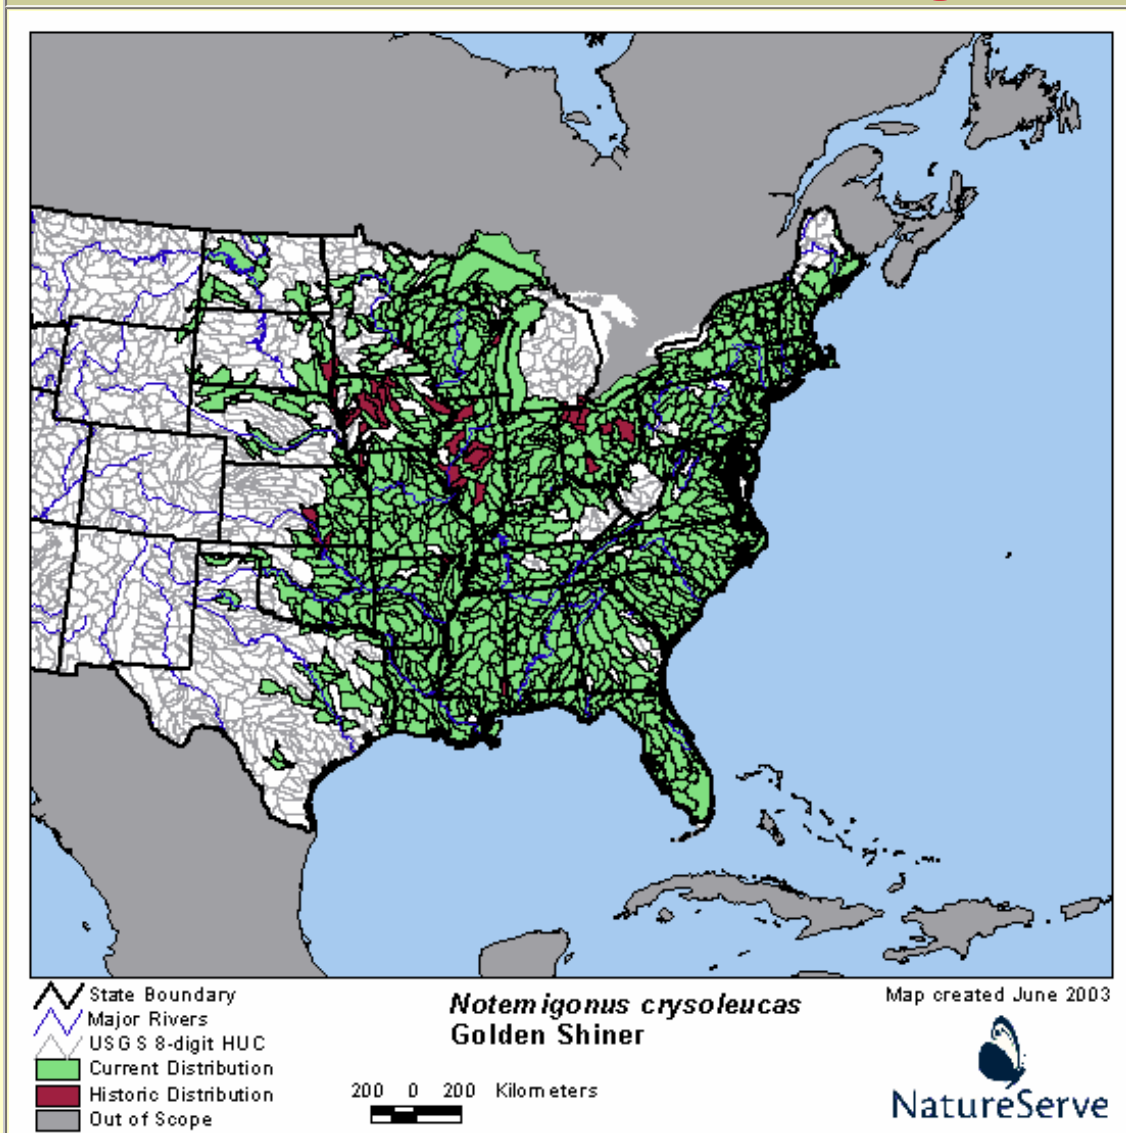 State Boundary
Major Rivers
USGS 8-digit HUC
Current Distribution
Historic Distribution
Out of Scope
Notemigonus crysoleucas
Golden Shiner
200 0 200 Kilometers
Map created June 2003
NatureServe